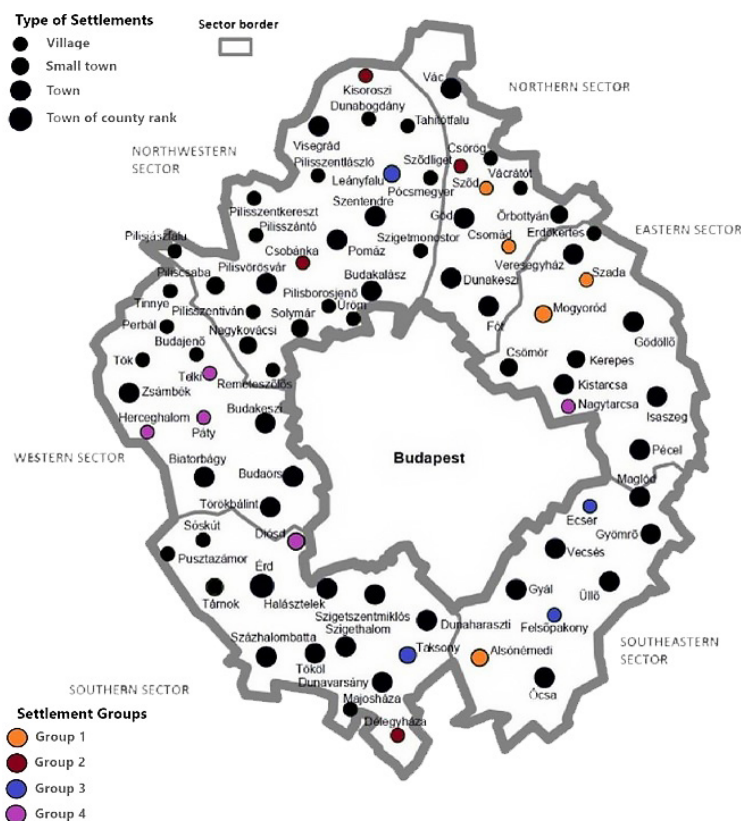 Type of Settlements
Village
Small town
Town
Town of county rank
Sector border
NORTHERN SECTOR
Vác
Kisoroszi
Dunabogdány
Tahitótfalu
Visegrád
NORTHWESTERN
SECTOR
Pilisszentlászló
Leányfalu
Sződliget
Csörög
Vácrátót
Pócsmegyer
Sződ
Szentendre
Göd
Őrbottyán
Pilisszentkereszt
Pilisszántó
Szigetmonostor
Csomád
Erdőkertes
EASTERN SECTOR
Pilisjászfalu
Csobánka
Pomáz
Veresegyház
Piliscsaba
Pilisvörösvár
Budakalász
Dunakeszi
Szada
Tinnye
Pilisborosjenő
Pilisszentiván
Solymár
Üröm
Mogyoród
Perbál
Nagykovácsi
Fót
Gödöllő
Budajenő
Csömör
Kerepes
Tök
Telki
Remeteszőlős
Kistarcsa
Zsámbék
Nagytarcsa
Herceghalom
Páty
Budakeszi
Isaszeg
WESTERN SECTOR
Budapest
Pécel
Biatorbágy
Budaörs
Maglód
Törökbálint
Ecser
Sóskút
Diósd
Gyömrő
Pusztazámor
Vecsés
Érd
Tárnok
Halásztelek
Gyál
Üllő
Szigetszentmiklós
Szigethalom
Dunaharaszti
Felsőpakony
Százhalombatta
Taksony
Alsónémedi
SOUTHEASTERN
SECTOR
Tököl
Dunavarsány
Ócsa
SOUTHERN SECTOR
Majosháza
Délegyháza
Settlement Groups
Group 1
Group 2
Group 3
Group 4